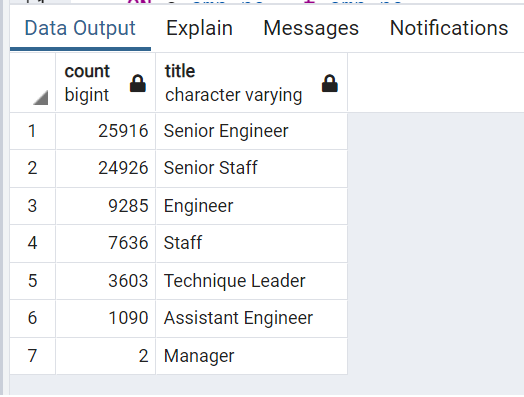 Data Output Explain Messages Notifications
count title
bigint character varying
1 25916 Senior Engineer
2 24926 Senior Staff
3 9285 Engineer
4 7636 Staff
5 3603 Technique Leader
6 1090 Assistant Engineer
7 2 Manager